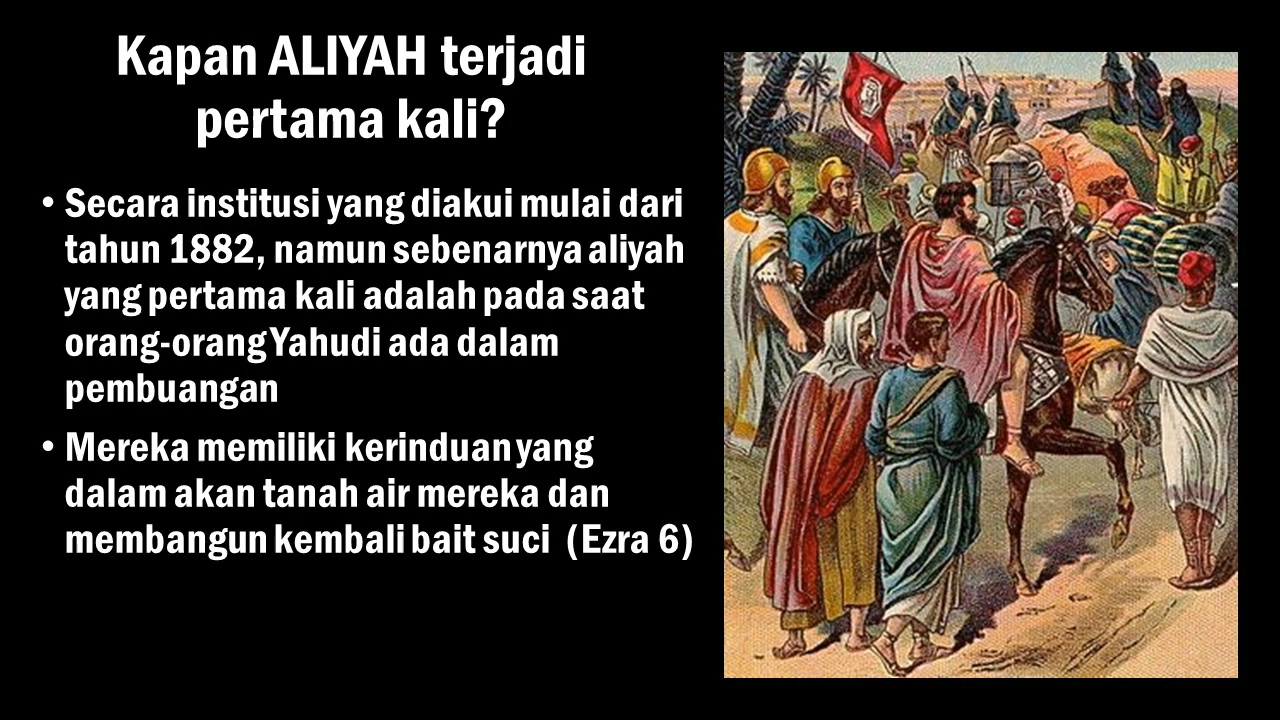 Kapan ALIYAH terjadi
pertama kali?
• Secara institusi yang diakui mulai dari
tahun 1882, namun sebenarnya aliyah
yang pertama kali adalah pada saat
orang-orang Yahudi ada dalam
pembuangan
• Mereka memiliki kerinduan yang
dalam akan tanah air mereka dan
membangun kembali bait suci (Ezra 6)